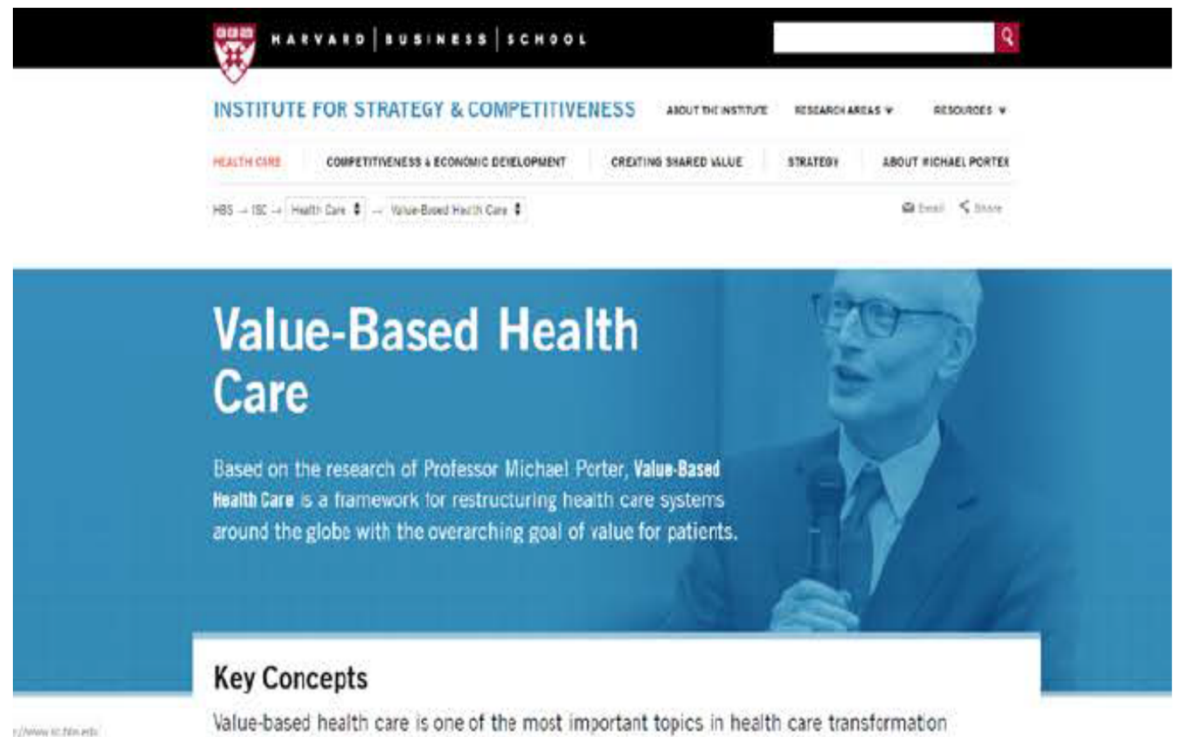 HARVARD | BUSINESS | SCHOOL
INSTITUTE FOR STRATEGY & COMPETITIVENESS
ABOUT THE INSTITUTE RESEARCH AREAS RESOURCES
HEALTH CARE COMPETITIVENESS & ECONOMIC DEVELOPMENT CREATING SHARED VALUE STRATEGY ABOUT MICHAEL PORTER
HBS → ISC → Health Care → Value-Based Health Care Email Share
Value-Based Health
Care
Based on the research of Professor Michael Porter, Value-Based
Health Care is a framework for restructuring health care systems
around the globe with the overarching goal of value for patients.
Key Concepts
Value-based health care is one of the most important topics in health care transformation